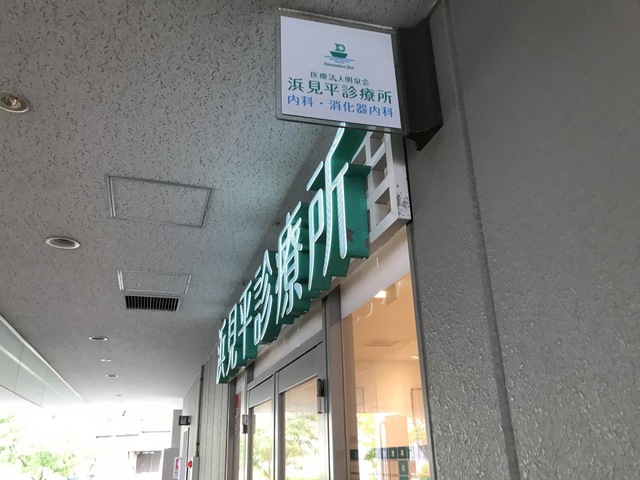 医療法人明泉会
浜見平診療所
内科・消化器内科
浜見平診療所